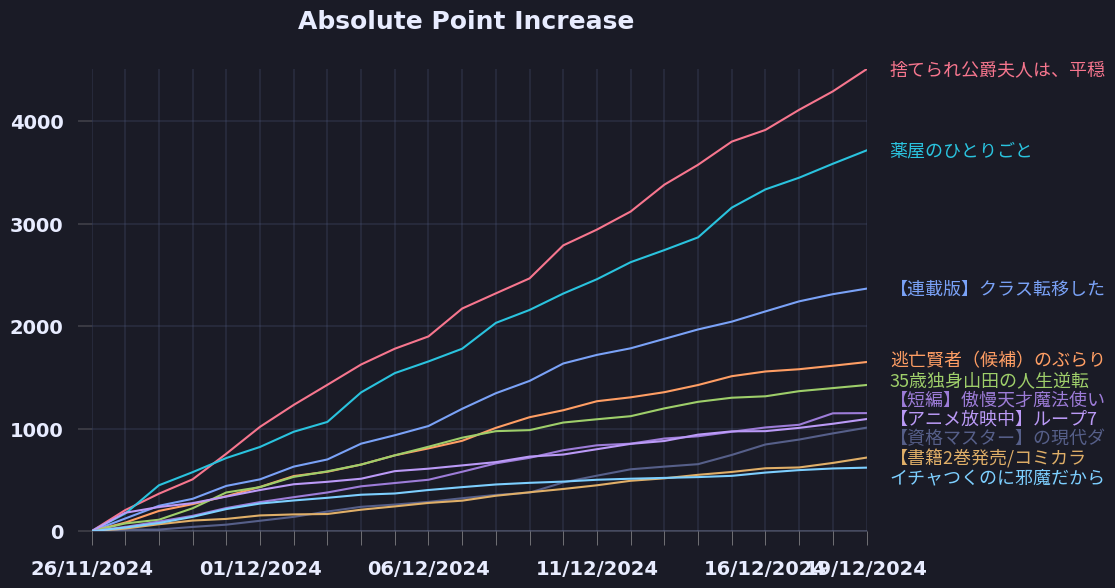 Absolute Point Increase
4000
3000
2000
1000
0
26/11/2024
01/12/2024
06/12/2024
11/12/2024
16/12/2024
19/12/2024
捨てられ公爵夫人は、平穏
薬屋のひとりごと
【連載版】クラス転移した
逃亡賢者（候補）のぶらり
35歳独身山田の人生逆転
【短編】傲慢天才魔法使い
【アニメ放映中】ループ7
【資格マスター】の現代ダ
【書籍2巻発売/コミカラ
イチャつくのに邪魔だから